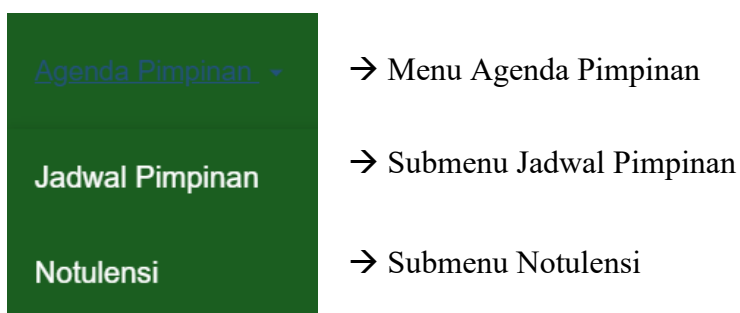 Agenda Pimpinan → Menu Agenda Pimpinan
Jadwal Pimpinan → Submenu Jadwal Pimpinan
Notulensi → Submenu Notulensi